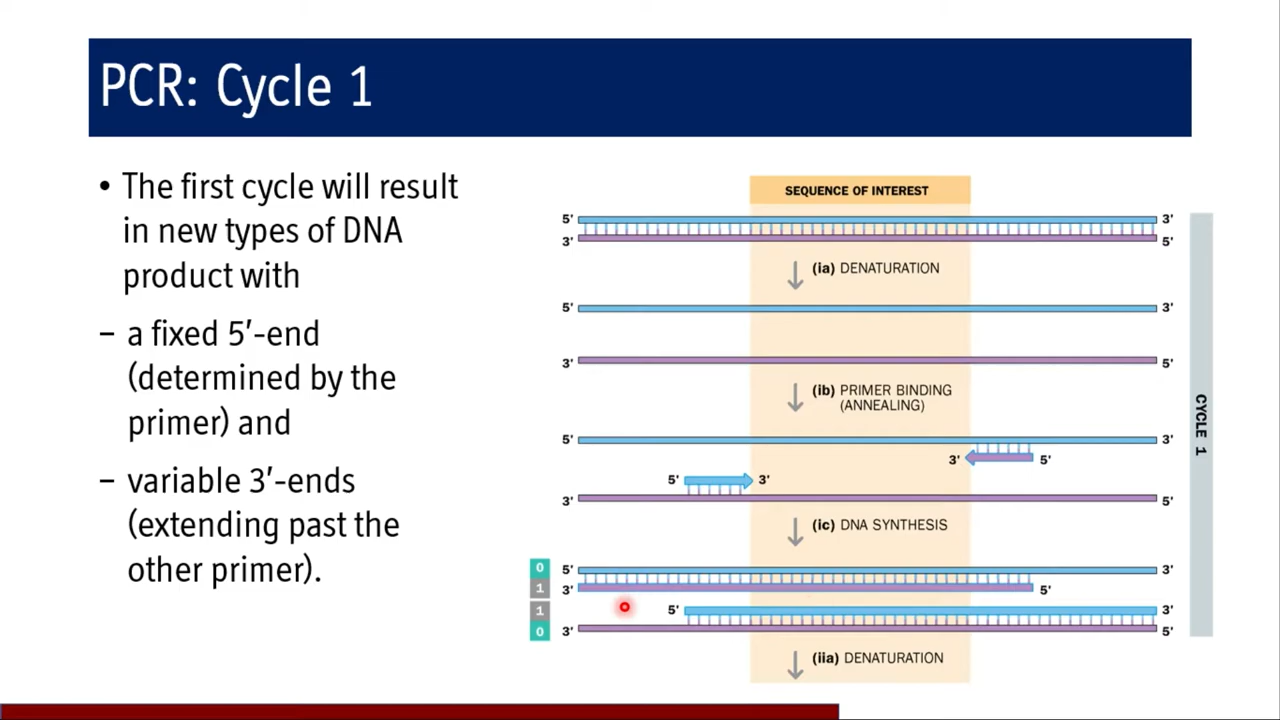 PCR: Cycle 1
• The first cycle will result
in new types of DNA
product with
– a fixed 5′-end
(determined by the
primer) and
– variable 3′-ends
(extending past the
other primer).
SEQUENCE OF INTEREST
5′ 3′
3′ 5′
(ia) DENATURATION
5′ 3′
3′ 5′
(ib) PRIMER BINDING
(ANNEALING)
5′ 3′
3′ 5′
5′ 3′
3′ 5′
(ic) DNA SYNTHESIS
0 5′ 3′
1 3′ 5′
1 5′ 3′
0 3′ 5′
(iia) DENATURATION
CYCLE 1